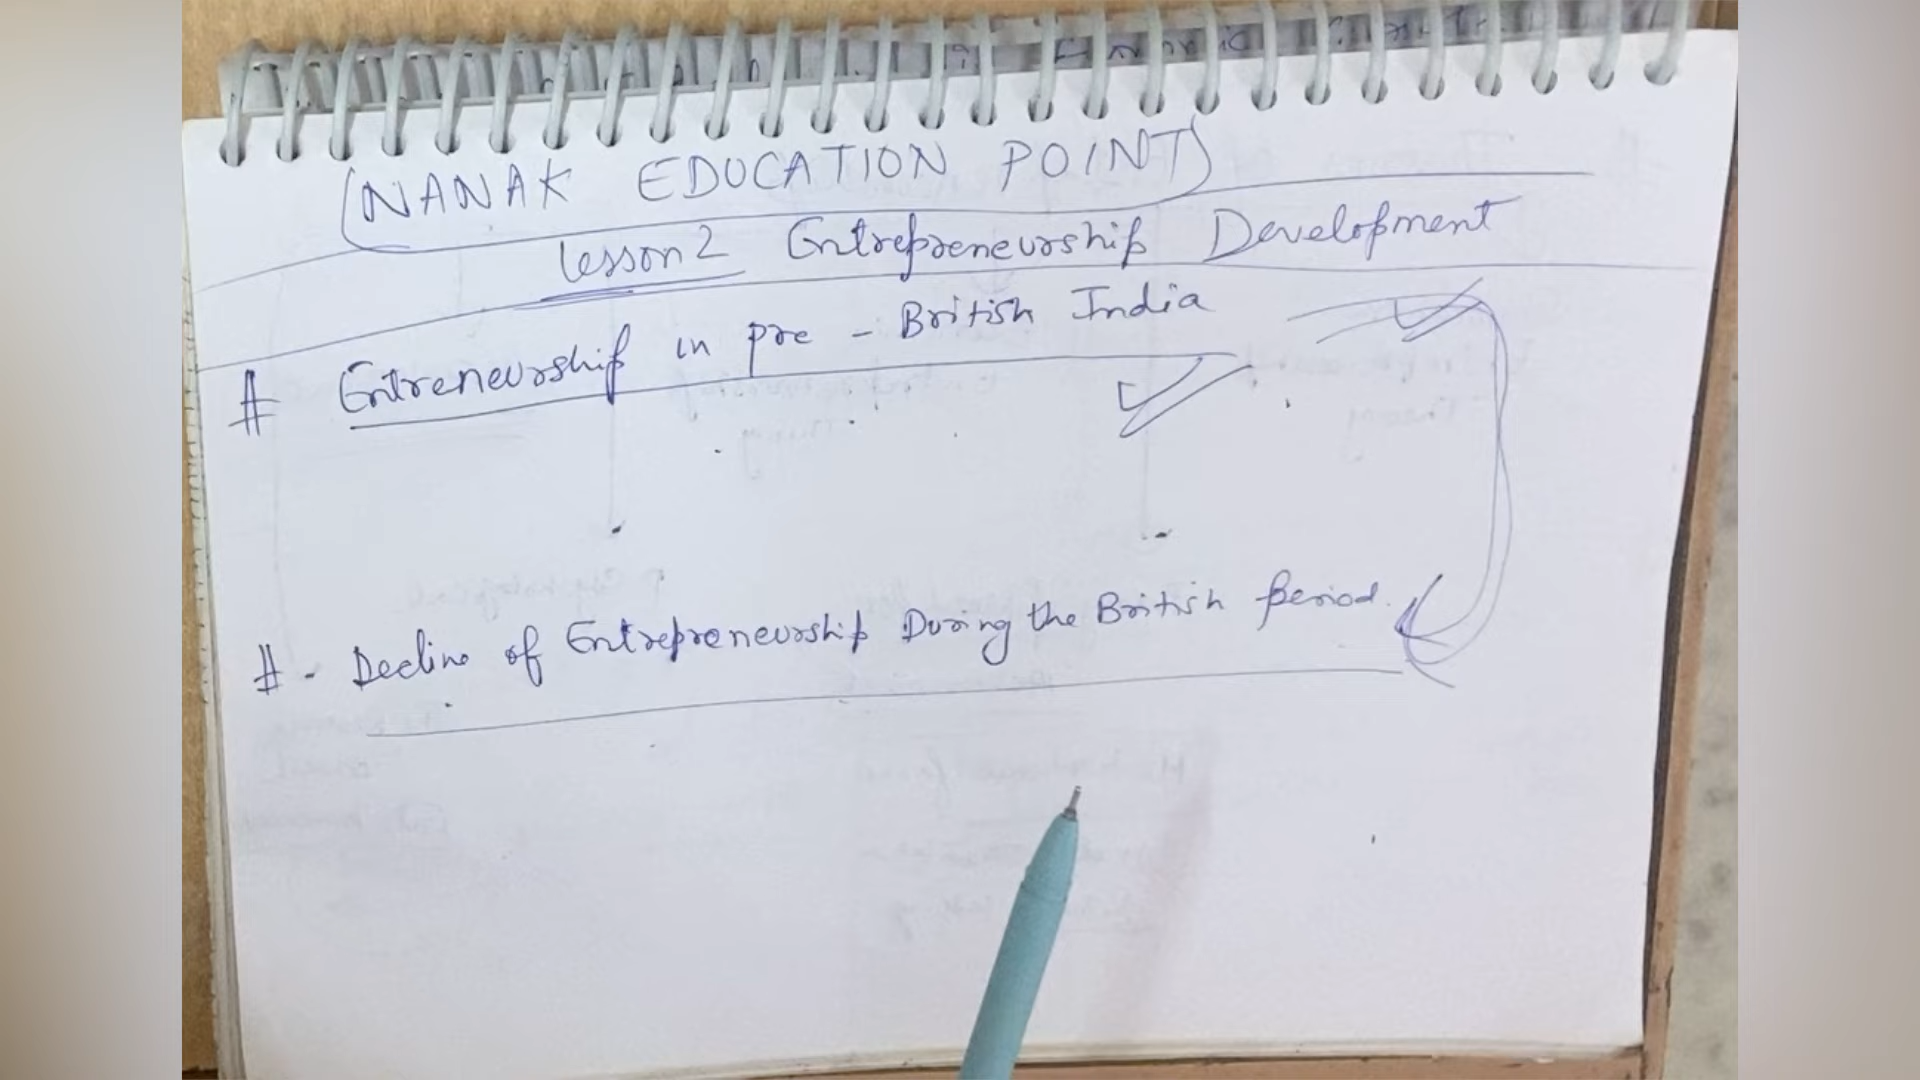 (NANAK EDUCATION POINT)
Lesson 2 Entrepreneurship Development
# Entreneurship in pre - British India
# - Decline of Entrepreneurship During the British period.